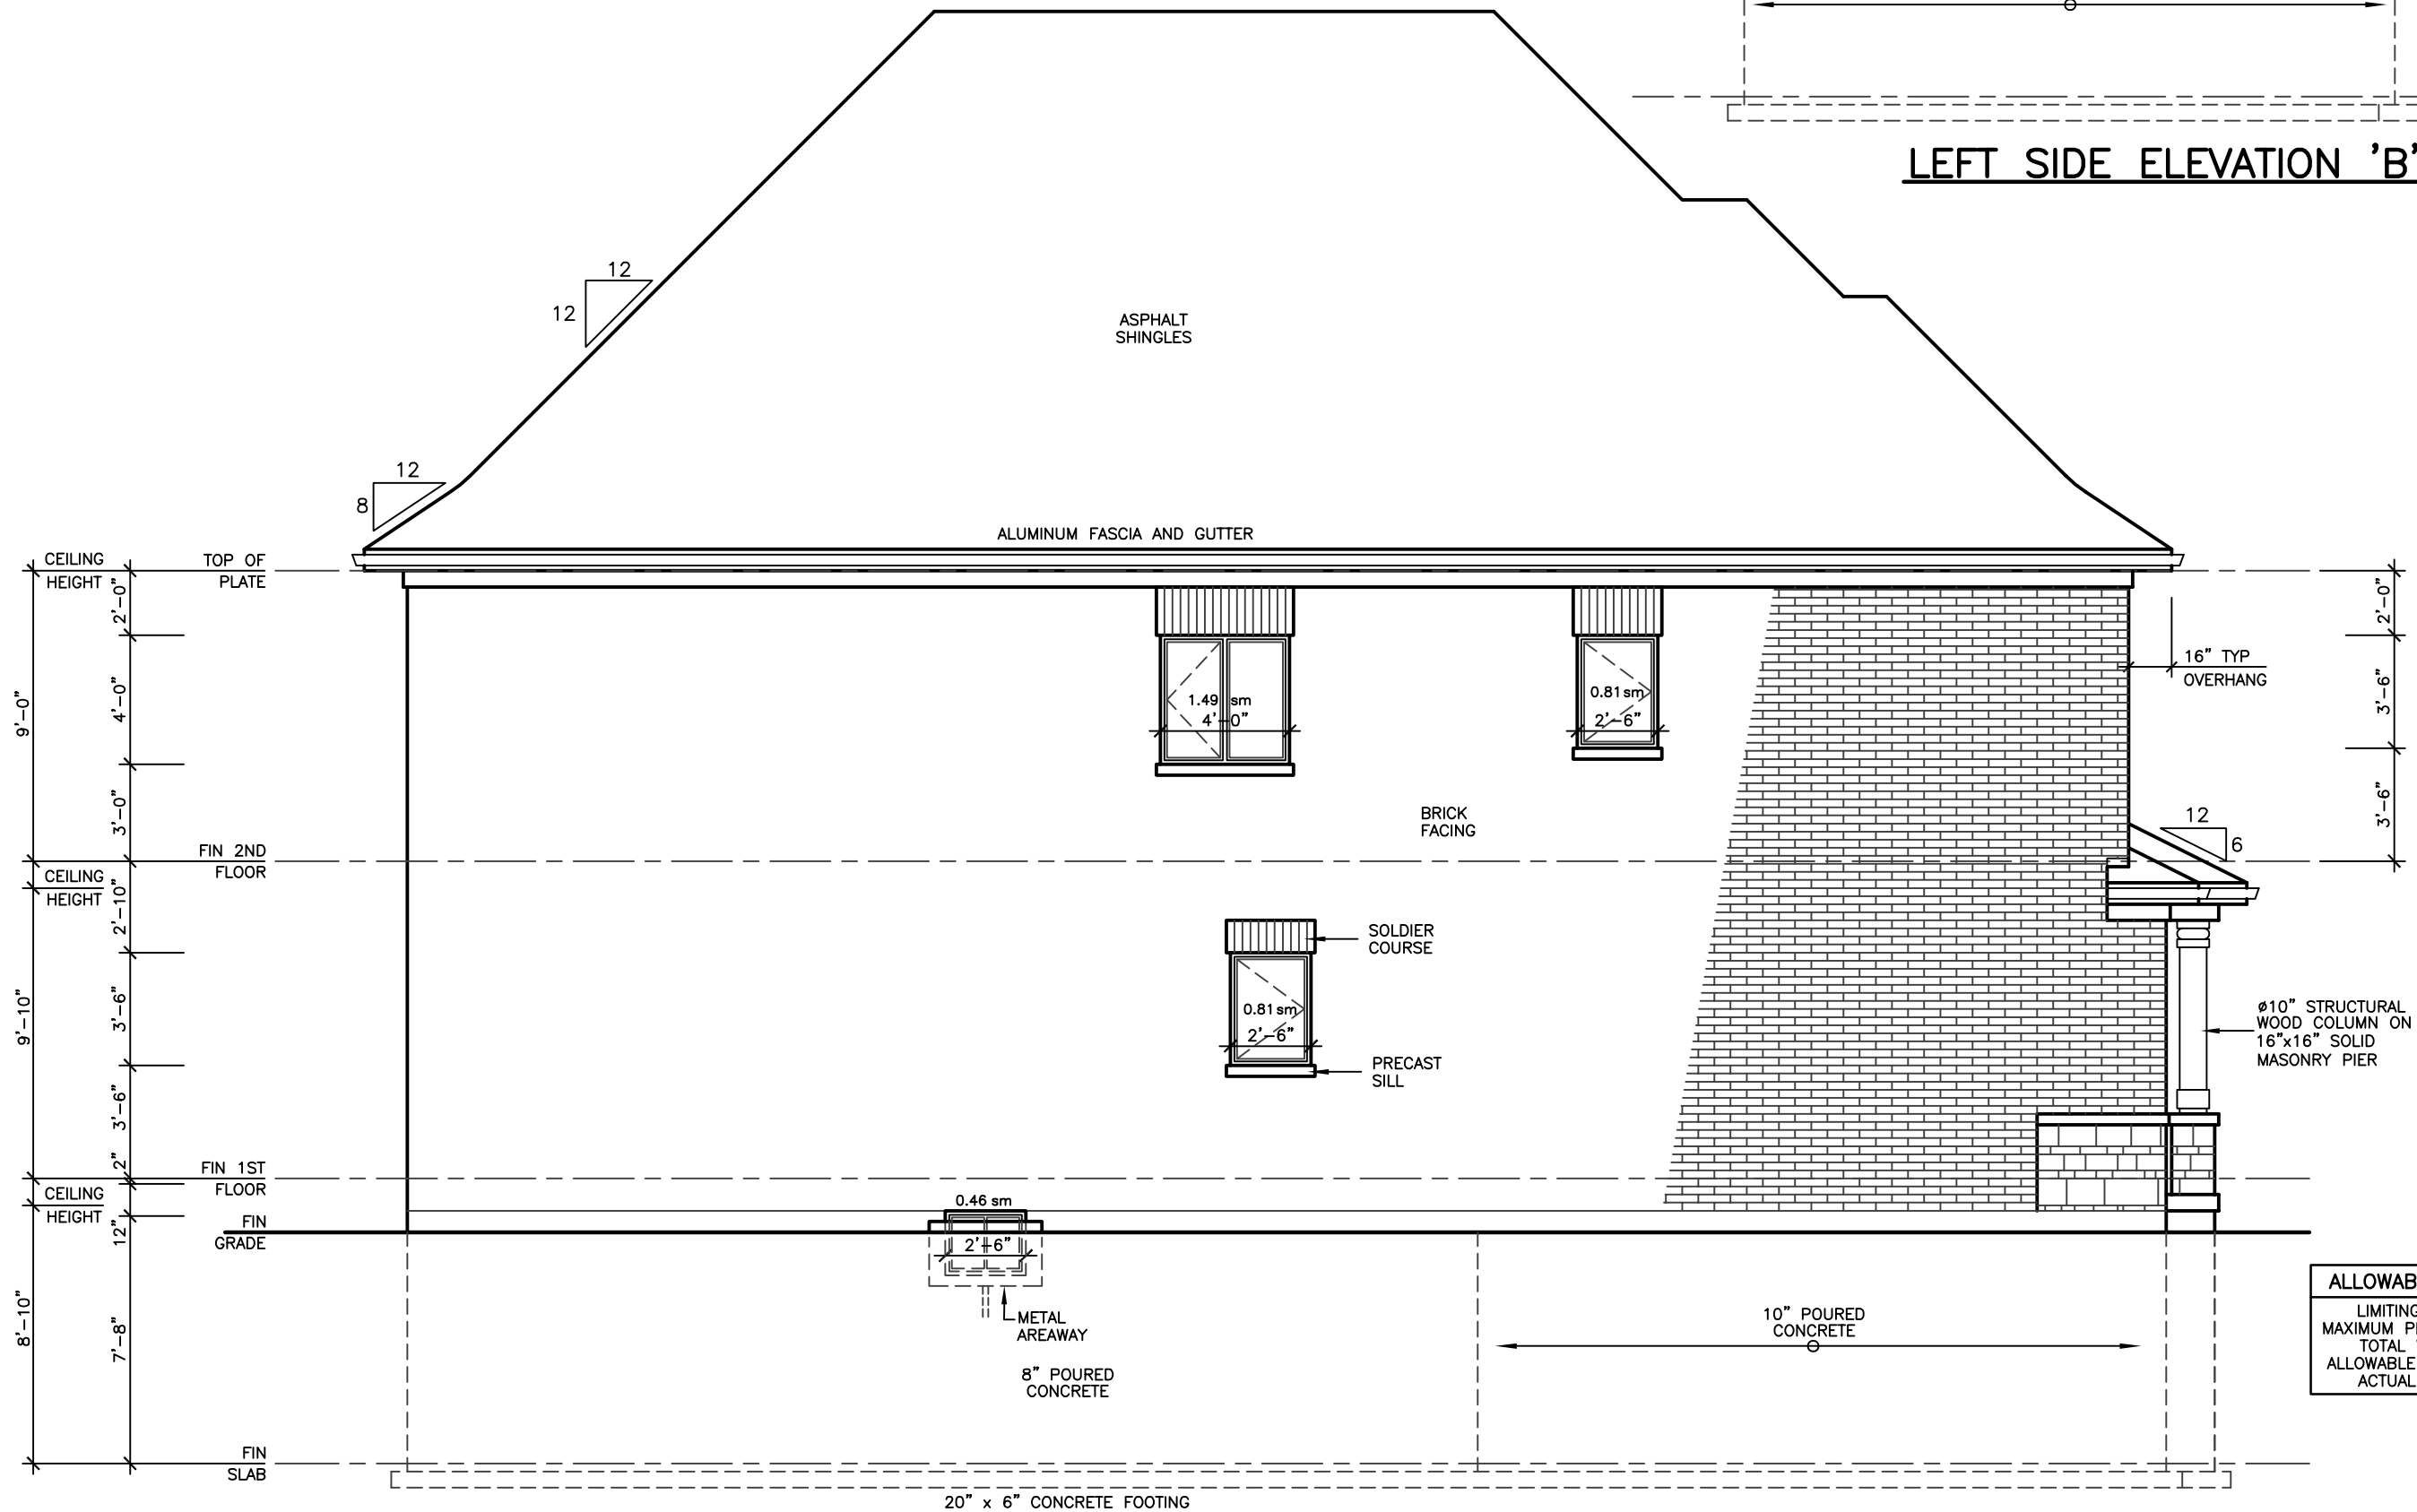 LEFT SIDE ELEVATION 'B'
12
12
ASPHALT
SHINGLES
12
8
ALUMINUM FASCIA AND GUTTER
CEILING
HEIGHT
TOP OF
PLATE
2'-0"
4'-0"
9'-0"
3'-0"
1.49 sm
4'-0"
0.81 sm
2'-6"
16" TYP
OVERHANG
2'-0"
3'-6"
3'-6"
BRICK
FACING
12
6
FIN 2ND
FLOOR
CEILING
HEIGHT
2'-10"
3'-6"
9'-10"
3'-6"
2"
SOLDIER
COURSE
0.81 sm
2'-6"
PRECAST
SILL
ø10" STRUCTURAL
WOOD COLUMN ON
16"x16" SOLID
MASONRY PIER
FIN 1ST
FLOOR
CEILING
HEIGHT
12"
FIN
GRADE
0.46 sm
2'-6"
METAL
AREAWAY
8'-10"
7'-8"
8" POURED
CONCRETE
10" POURED
CONCRETE
ALLOWAB
LIMITING
MAXIMUM P
TOTAL
ALLOWABLE
ACTUAL
FIN
SLAB
20" x 6" CONCRETE FOOTING